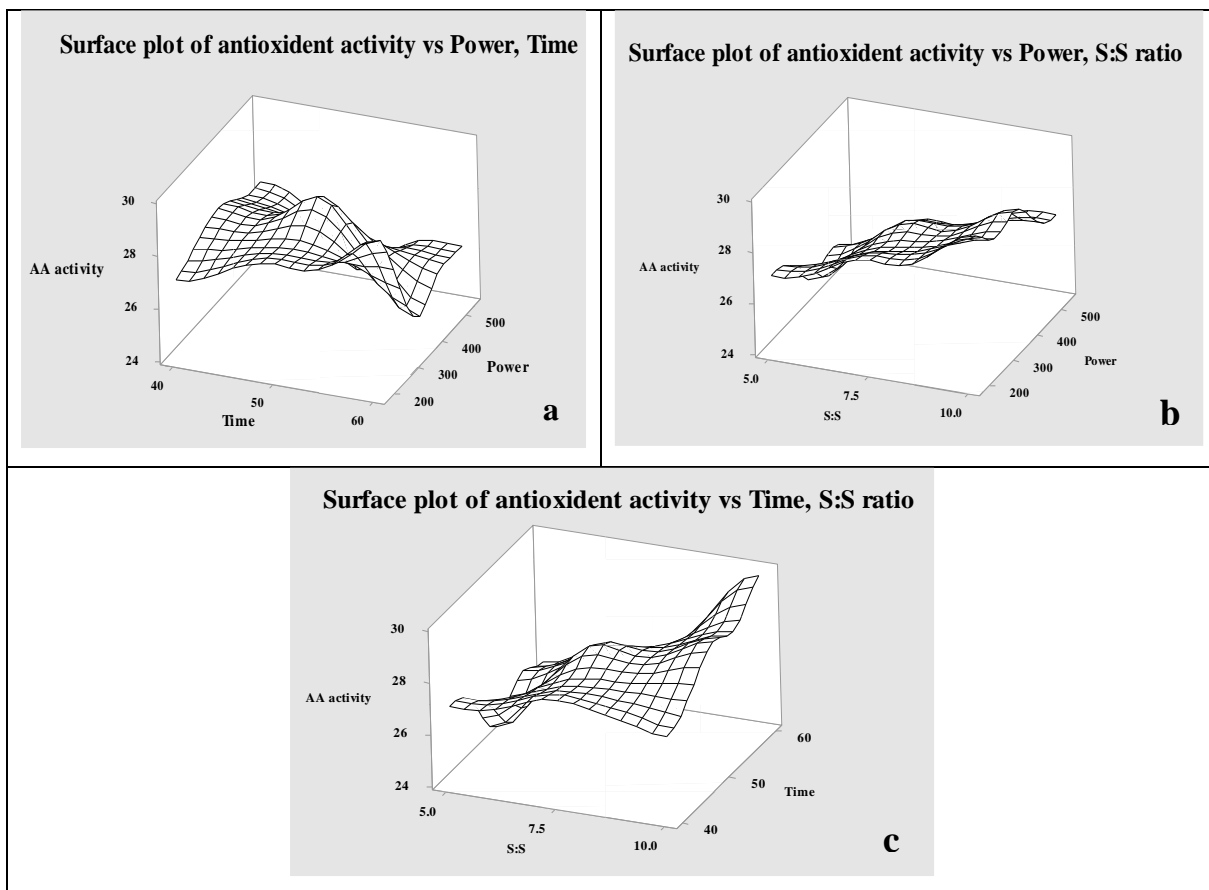 Surface plot of antioxident activity vs Power, Time
30
28
AA activity
26
24
40
50
60
Time
200
300
400
500
Power
a
Surface plot of antioxident activity vs Power, S:S ratio
30
28
AA activity
26
24
5.0
7.5
10.0
S:S
200
300
400
500
Power
b
Surface plot of antioxident activity vs Time, S:S ratio
30
28
AA activity
26
24
5.0
7.5
10.0
S:S
40
50
60
Time
c